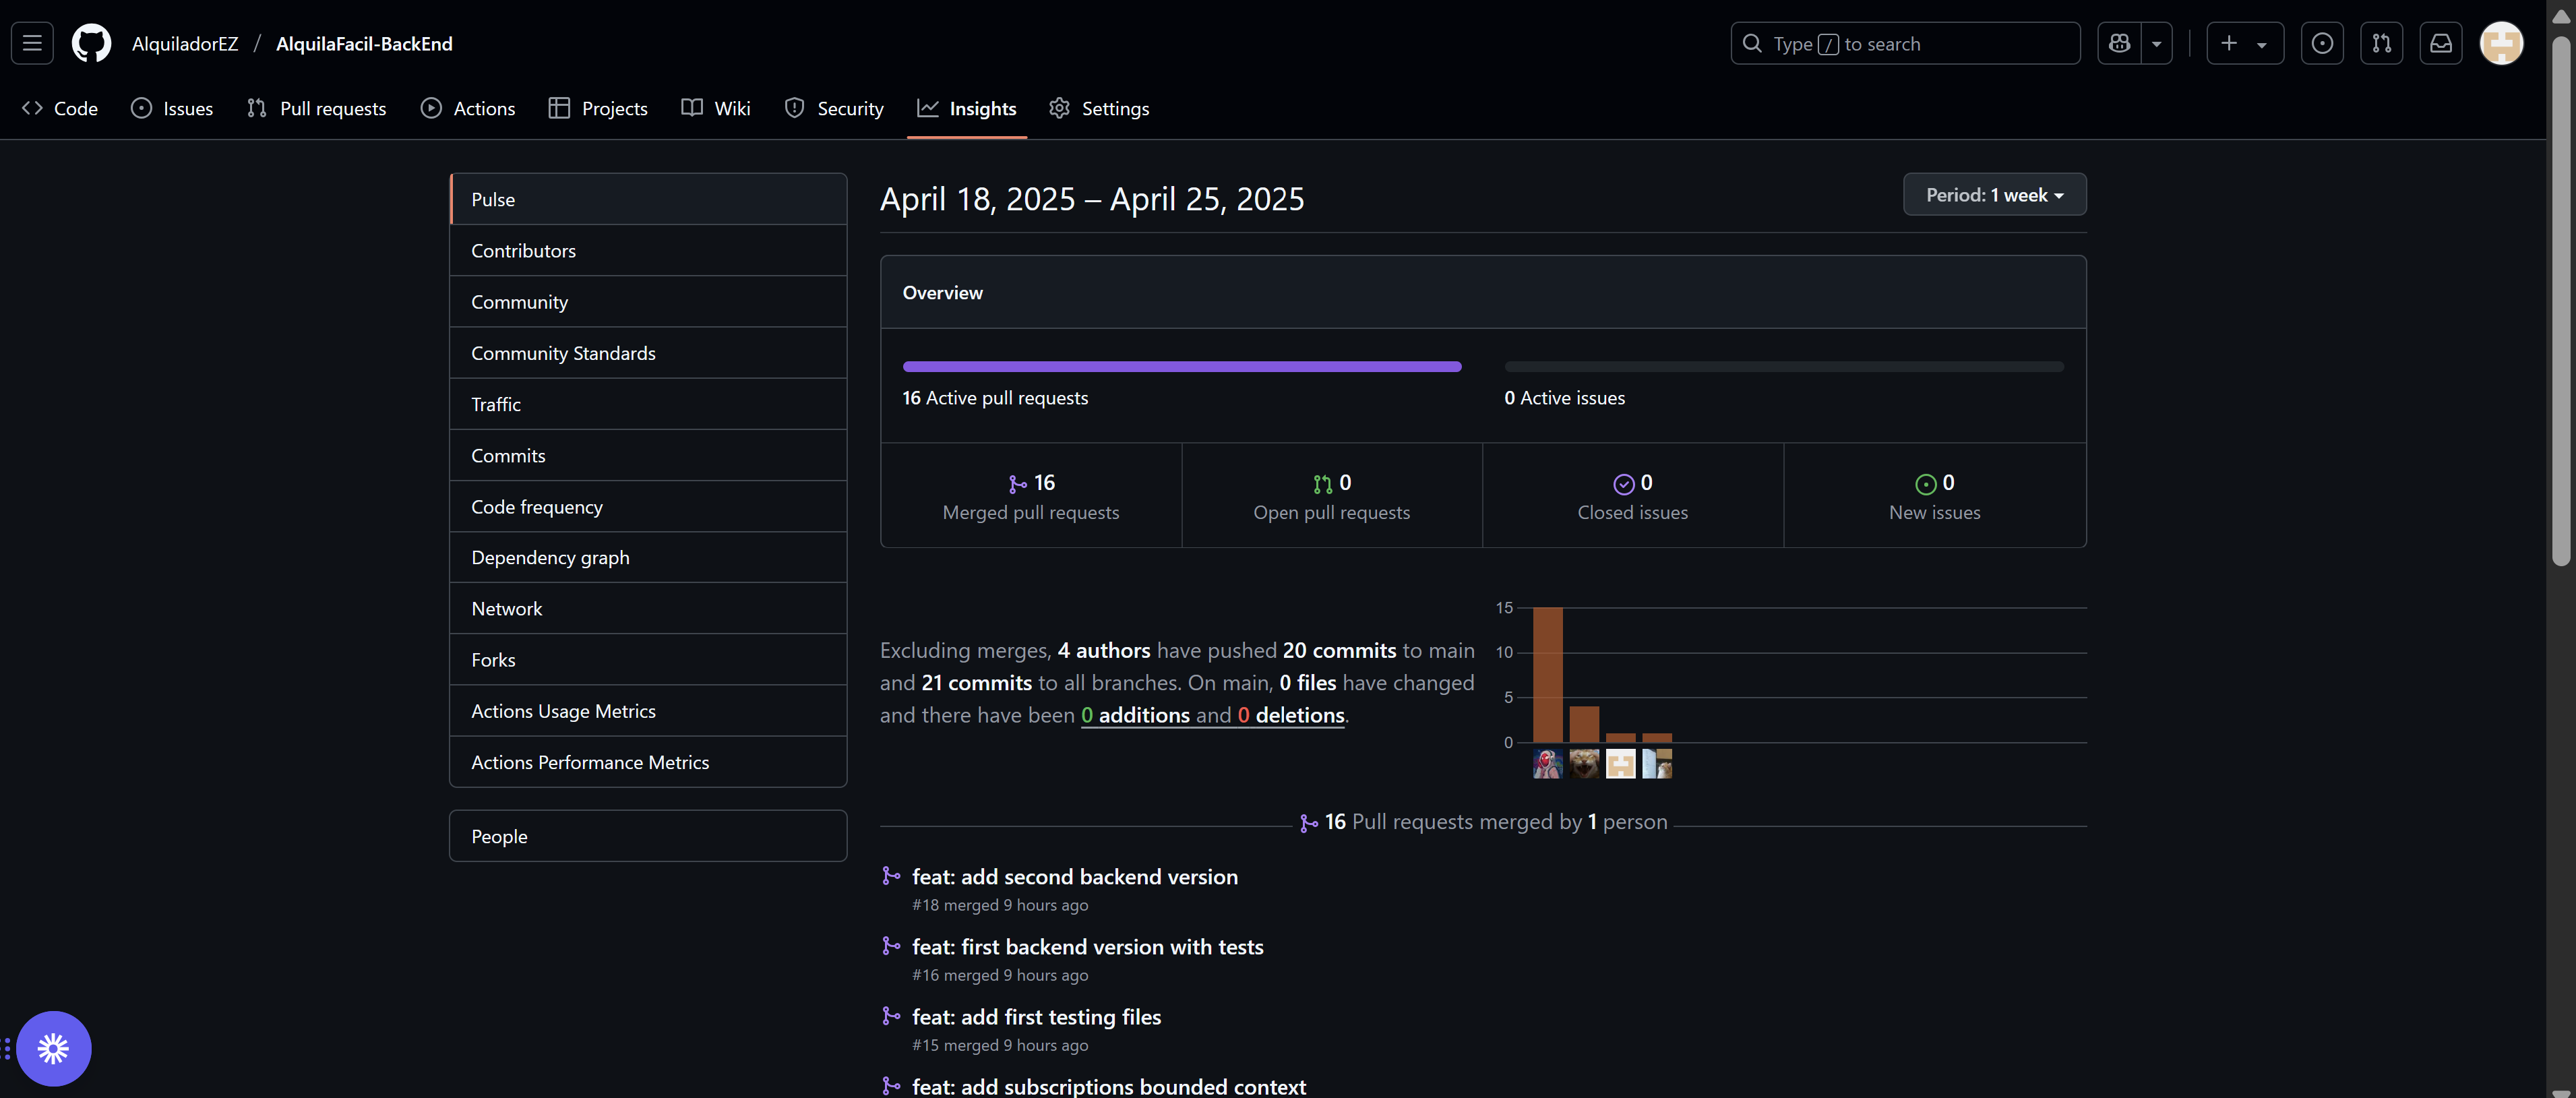 AlquiladorEZ / AlquilaFacil-BackEnd
Type / to search
Code
Issues
Pull requests
Actions
Projects
Wiki
Security
Insights
Settings
Pulse
Contributors
Community
Community Standards
Traffic
Commits
Code frequency
Dependency graph
Network
Forks
Actions Usage Metrics
Actions Performance Metrics
People
April 18, 2025 – April 25, 2025
Period: 1 week
Overview
16 Active pull requests
0 Active issues
16
Merged pull requests
0
Open pull requests
0
Closed issues
0
New issues
Excluding merges, 4 authors have pushed 20 commits to main
and 21 commits to all branches. On main, 0 files have changed
and there have been 0 additions and 0 deletions.
15
10
5
0
16 Pull requests merged by 1 person
feat: add second backend version
#18 merged 9 hours ago
feat: first backend version with tests
#16 merged 9 hours ago
feat: add first testing files
#15 merged 9 hours ago
feat: add subscriptions bounded context